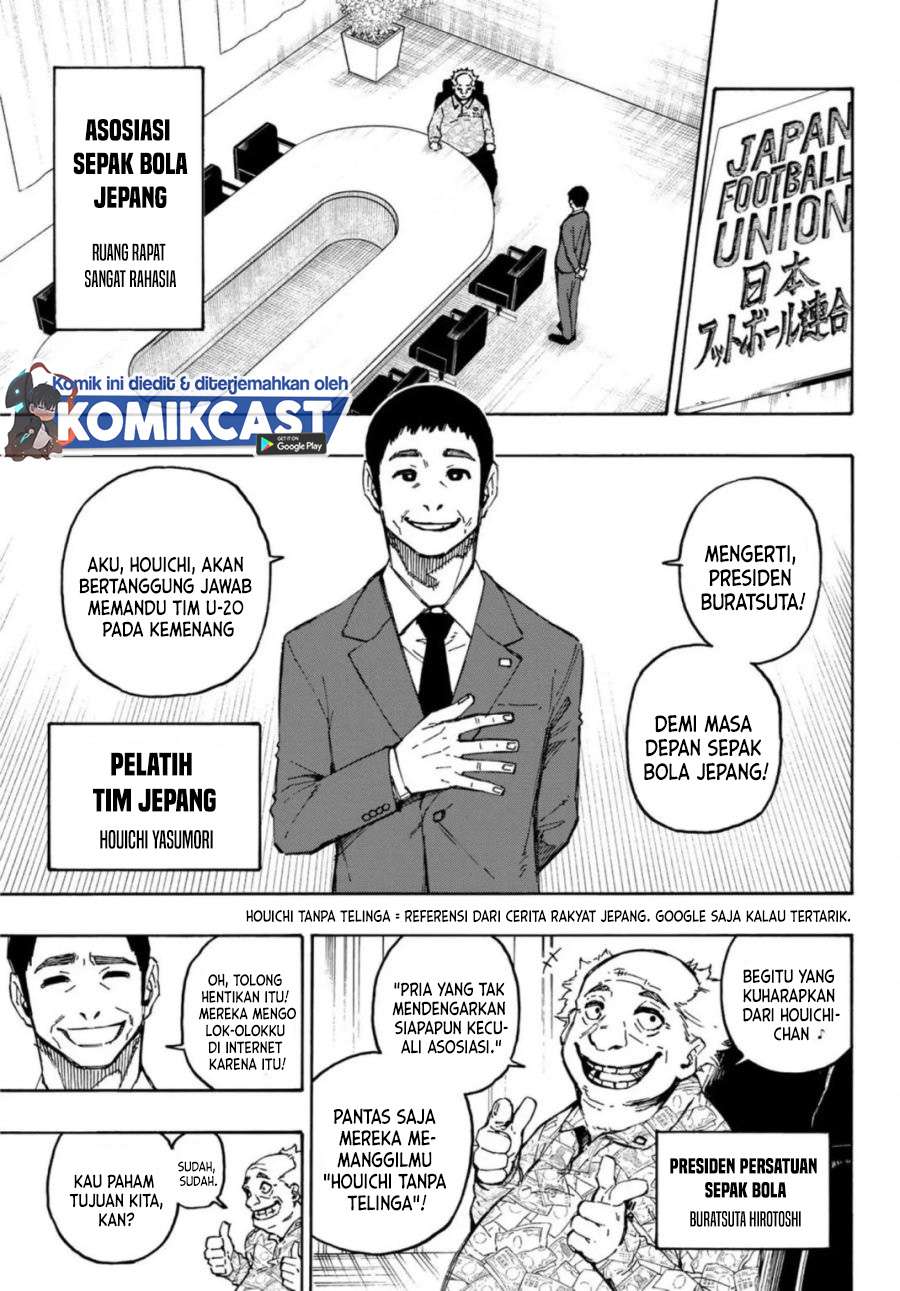 JAPAN
FOOTBALL
UNION
日本
フットボール連合
ASOSIASI
SEPAK BOLA
JEPANG
RUANG RAPAT
SANGAT RAHASIA
Komik ini diedit & diterjemahkan oleh
KOMIKCAST
GET IT ON
Google Play
MENGERTI,
PRESIDEN
BURATSUTA!
DEMI MASA
DEPAN SEPAK
BOLA JEPANG!
AKU, HOUICHI, AKAN
BERTANGGUNG JAWAB
MEMANDU TIM U-20
PADA KEMENANG
PELATIH
TIM JEPANG
HOUICHI YASUMORI
HOUICHI TANPA TELINGA = REFERENSI DARI CERITA RAKYAT JEPANG. GOOGLE SAJA KALAU TERTARIK.
BEGITU YANG
KUHARAPKAN
DARI HOUICHI-
CHAN ♪
"PRIA YANG TAK
MENDENGARKAN
SIAPAPUN KECU-
ALI ASOSIASI."
PANTAS SAJA
MEREKA ME-
MANGGILMU
"HOUICHI TANPA
TELINGA"!
PRESIDEN PERSATUAN
SEPAK BOLA
BURATSUTA HIROTOSHI
OH, TOLONG
HENTIKAN ITU!
MEREKA MENGO
LOK-OLOKKU
DI INTERNET
KARENA ITU!
SUDAH,
SUDAH.
KAU PAHAM
TUJUAN KITA,
KAN?